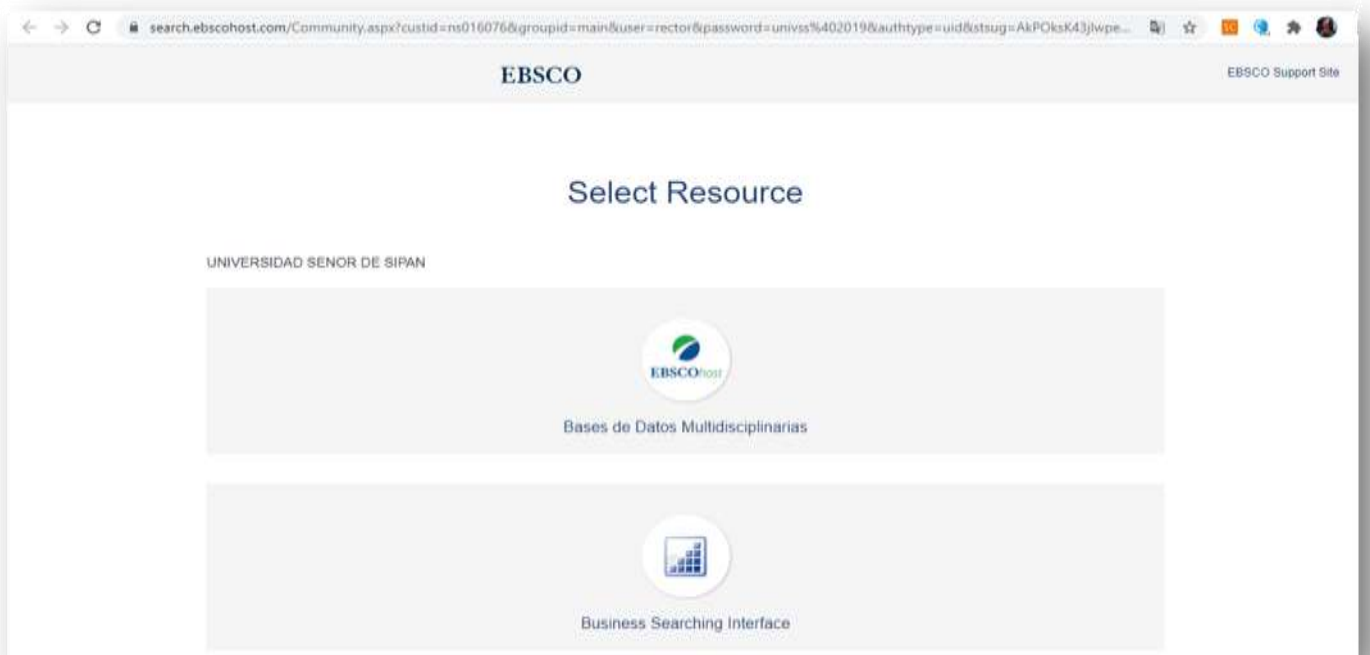 search.ebscohost.com/Community.aspx?custid=ns016076&groupid=main&user=rector&password=univss%402019&authtype=uid&stsug=AkPOksK43jlwpe...
EBSCO
EBSCO Support Site
Select Resource
UNIVERSIDAD SENOR DE SIPAN
EBSCOhost
Bases de Datos Multidisciplinarias
Business Searching Interface